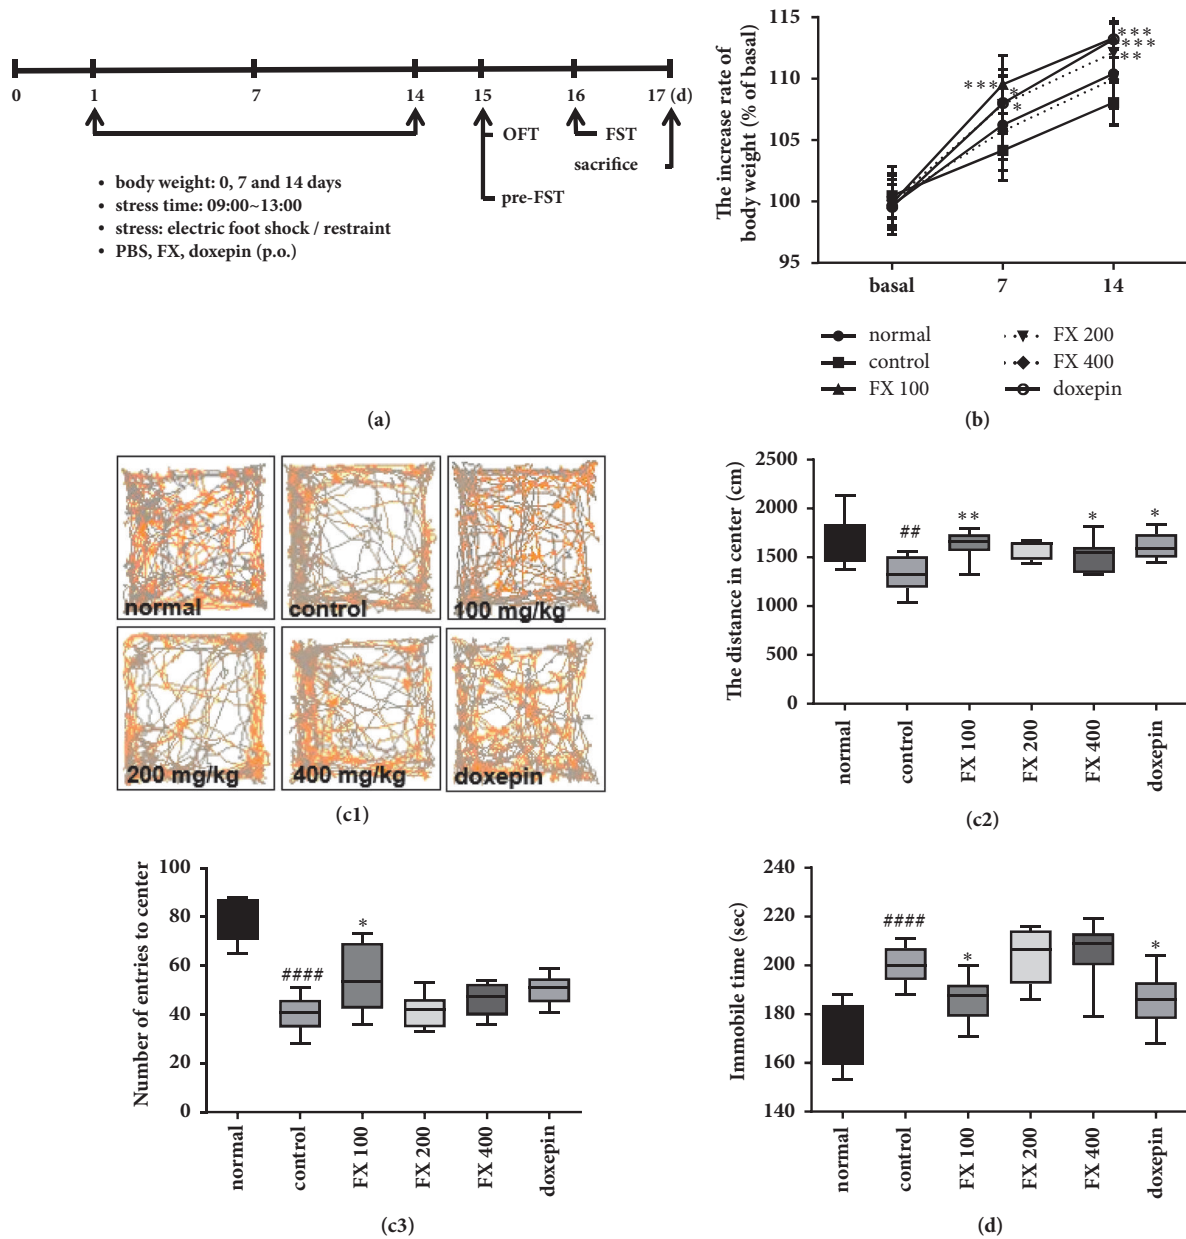 0 1 7 14 15 16 17 (d)
OFT FST
sacrifice
pre-FST
• body weight: 0, 7 and 14 days
• stress time: 09:00~13:00
• stress: electric foot shock / restraint
• PBS, FX, doxepin (p.o.)
(a)
The increase rate of
body weight (% of basal)
115
110
105
100
95
***
*
*
***
***
**
basal 7 14
normal FX 200
control FX 400
FX 100 doxepin
(b)
normal control 100 mg/kg
200 mg/kg 400 mg/kg doxepin
(c1)
The distance in center (cm)
2500
2000
1500
1000
500
0
## ** * *
normal control FX 100 FX 200 FX 400 doxepin
(c2)
Number of entries to center
100
80
60
40
20
0
#### *
normal control FX 100 FX 200 FX 400 doxepin
(c3)
Immobile time (sec)
240
220
200
180
160
140
#### * *
normal control FX 100 FX 200 FX 400 doxepin
(d)